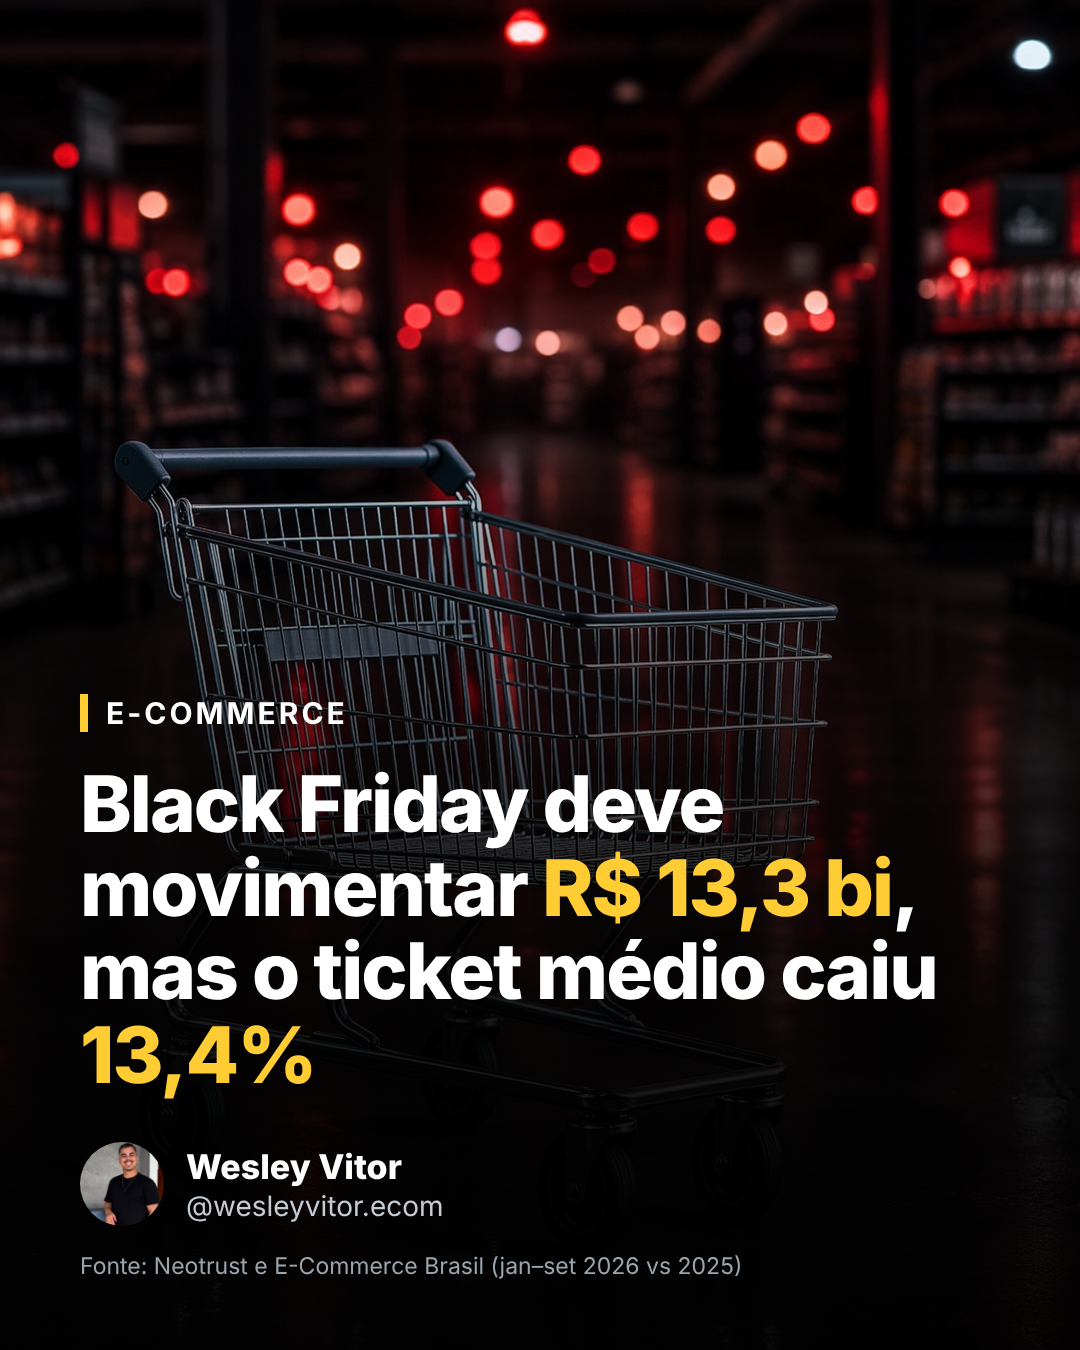 E-COMMERCE
Black Friday deve
movimentar R$ 13,3 bi,
mas o ticket médio caiu
13,4%
Wesley Vitor
@wesleyvitor.ecom
Fonte: Neotrust e E-Commerce Brasil (jan–set 2026 vs 2025)